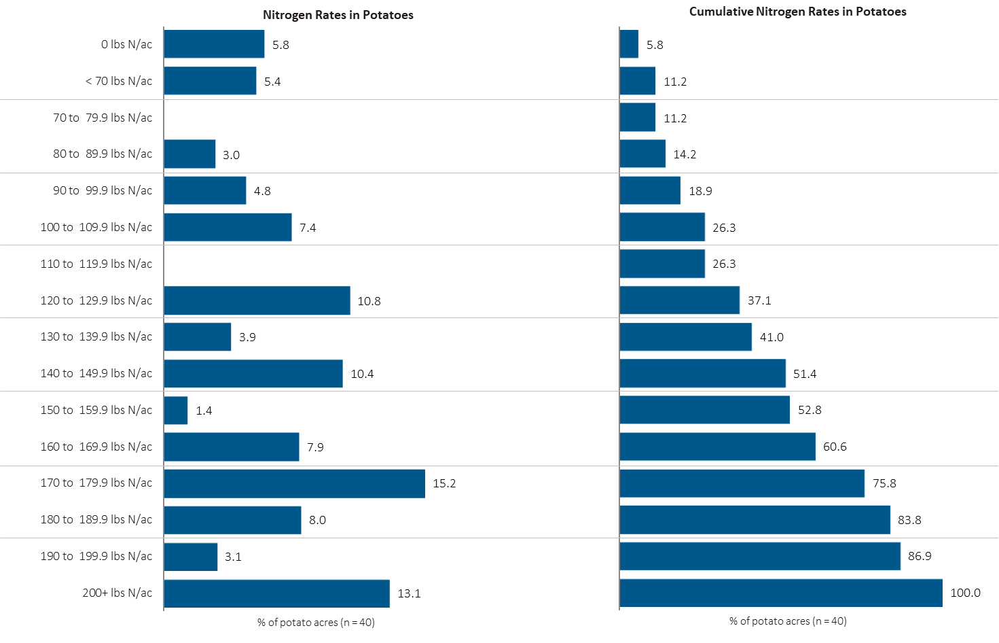 Nitrogen Rates in Potatoes
Cumulative Nitrogen Rates in Potatoes
0 lbs N/ac 5.8 5.8
< 70 lbs N/ac 5.4 11.2
70 to 79.9 lbs N/ac 11.2
80 to 89.9 lbs N/ac 3.0 14.2
90 to 99.9 lbs N/ac 4.8 18.9
100 to 109.9 lbs N/ac 7.4 26.3
110 to 119.9 lbs N/ac 26.3
120 to 129.9 lbs N/ac 10.8 37.1
130 to 139.9 lbs N/ac 3.9 41.0
140 to 149.9 lbs N/ac 10.4 51.4
150 to 159.9 lbs N/ac 1.4 52.8
160 to 169.9 lbs N/ac 7.9 60.6
170 to 179.9 lbs N/ac 15.2 75.8
180 to 189.9 lbs N/ac 8.0 83.8
190 to 199.9 lbs N/ac 3.1 86.9
200+ lbs N/ac 13.1 100.0
% of potato acres (n = 40)
% of potato acres (n = 40)